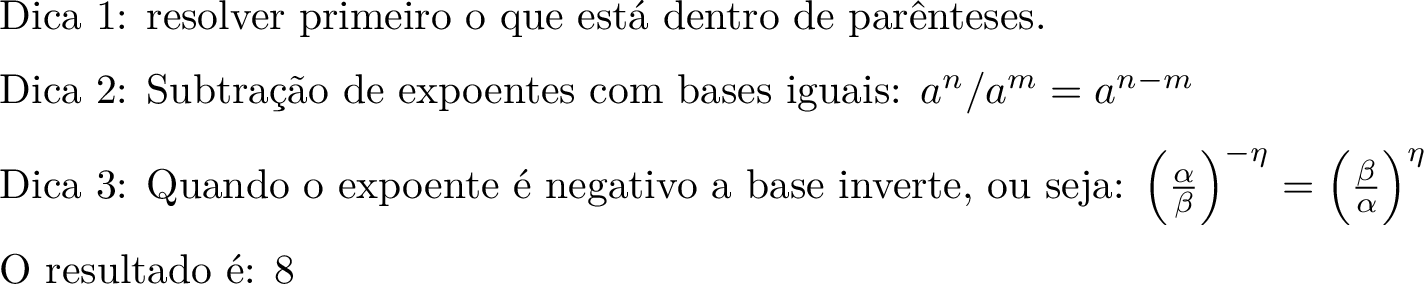 Dica 1: resolver primeiro o que está dentro de parênteses.
Dica 2: Subtração de expoentes com bases iguais: $a^n/a^m = a^{n-m}$
Dica 3: Quando o expoente é negativo a base inverte, ou seja: $\left(\frac{\alpha}{\beta}\right)^{-\eta} = \left(\frac{\beta}{\alpha}\right)^{\eta}$
O resultado é: 8